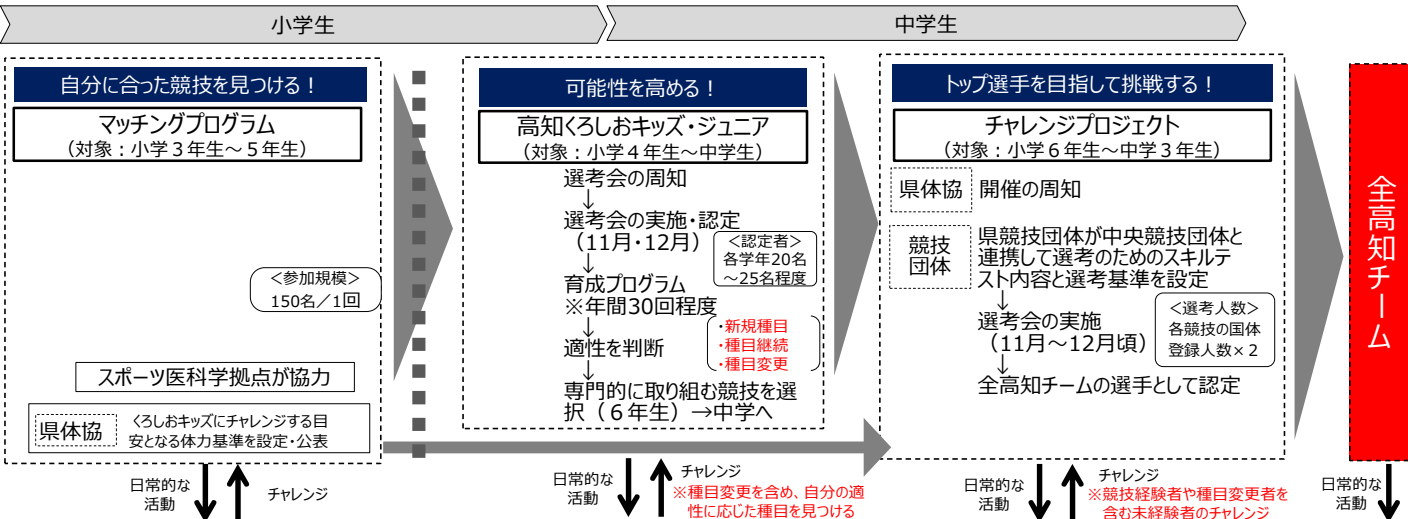 小学生
中学生
自分に合った競技を見つける！
マッチングプログラム
（対象：小学３年生～５年生）
＜参加規模＞
150名／1回
スポーツ医科学拠点が協力
県体協
くろしおキッズにチャレンジする目
安となる体力基準を設定・公表
日常的な
活動
チャレンジ
可能性を高める！
高知くろしおキッズ・ジュニア
（対象：小学４年生～中学生）
選考会の周知
↓
選考会の実施・認定
（11月・12月）
＜認定者＞
各学年20名
～25名程度
↓
育成プログラム
※年間30回程度
↓
適性を判断
・新規種目
・種目継続
・種目変更
↓
専門的に取り組む競技を選
択（６年生）→中学へ
日常的な
活動
チャレンジ
※種目変更を含め、自分の適
性に応じた種目を見つける
トップ選手を目指して挑戦する！
チャレンジプロジェクト
（対象：小学６年生～中学３年生）
県体協
開催の周知
競技
団体
県競技団体が中央競技団体と
連携して選考のためのスキルテ
スト内容と選考基準を設定
↓
選考会の実施
（11月～12月頃）
＜選考人数＞
各競技の国体
登録人数×２
↓
全高知チームの選手として認定
日常的な
活動
チャレンジ
※競技経験者や種目変更者を
含む未経験者のチャレンジ
全高知チーム
日常的な
活動